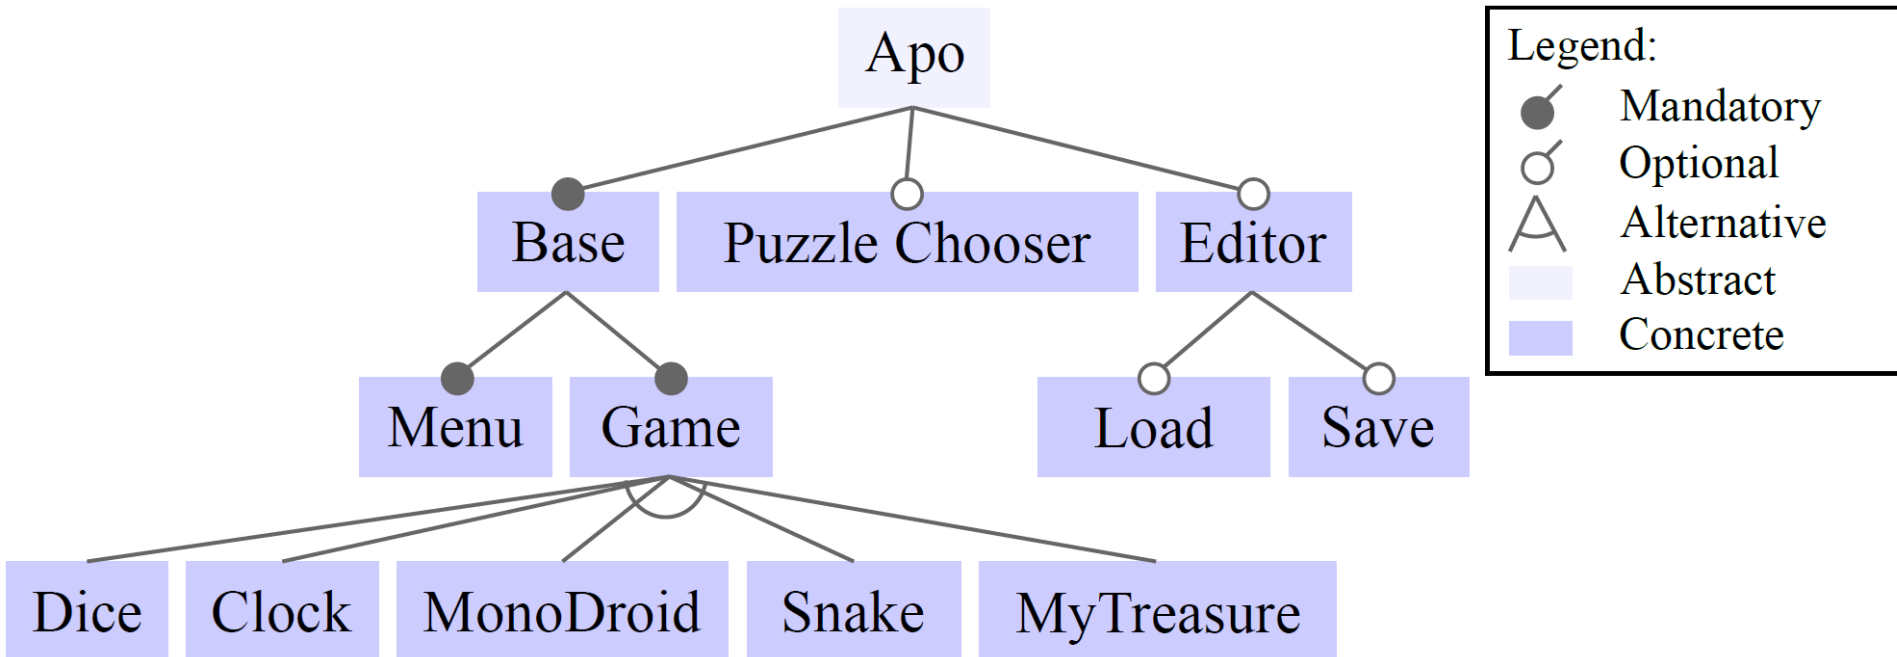 Apo
Base
Puzzle Chooser
Editor
Menu
Game
Load
Save
Dice
Clock
MonoDroid
Snake
MyTreasure
Legend:
Mandatory
Optional
Alternative
Abstract
Concrete